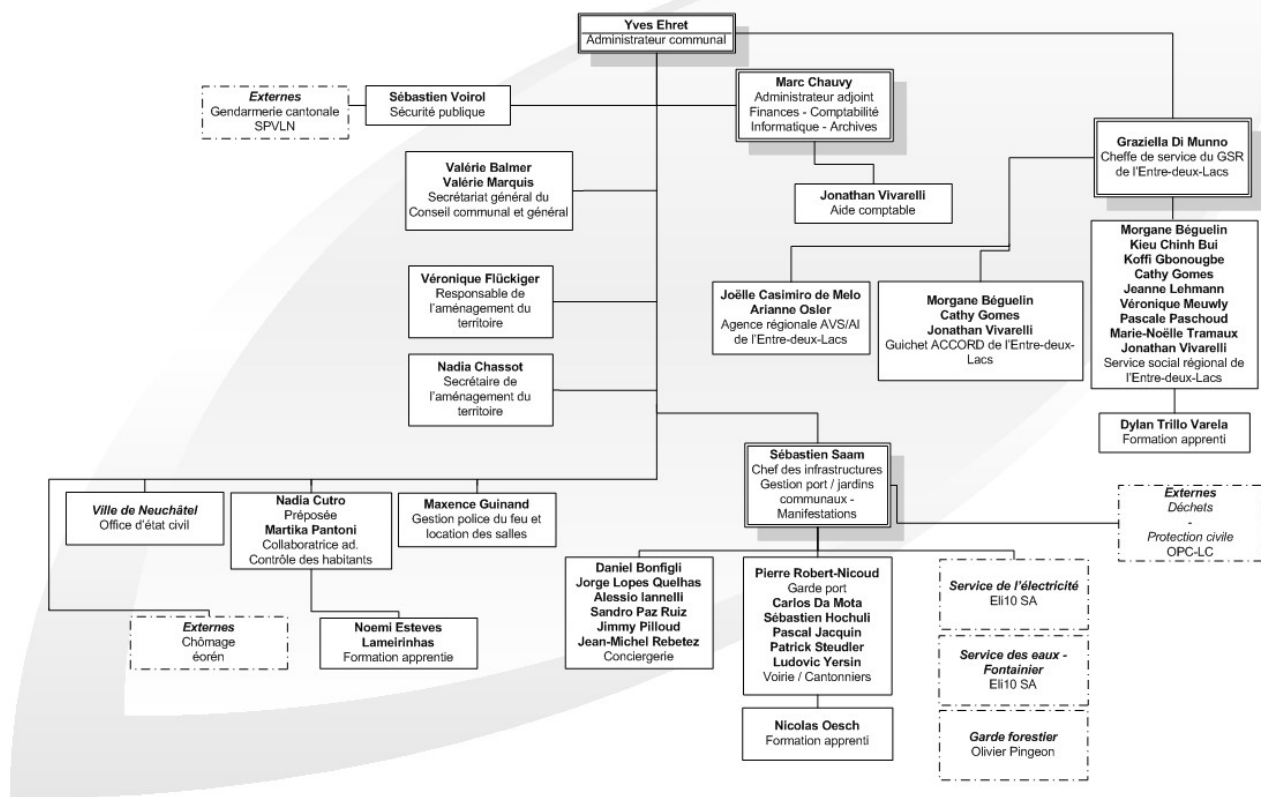 Yves Ehret
Administrateur communal
Externes
Gendarmerie cantonale
SPVLN
Sébastien Voirol
Sécurité publique
Marc Chauvy
Administrateur adjoint
Finances - Comptabilité
Informatique - Archives
Graziella Di Munno
Cheffe de service du GSR
de l'Entre-deux-Lacs
Valérie Balmer
Valérie Marquis
Secrétariat général du
Conseil communal et général
Jonathan Vivarelli
Aide comptable
Véronique Flückiger
Responsable de
l'aménagement du
territoire
Joëlle Casimiro de Melo
Arianne Osler
Agence régionale AVS/AI
de l'Entre-deux-Lacs
Morgane Béguelin
Cathy Gomes
Jonathan Vivarelli
Guichet ACCORD de l'Entre-deux-
Lacs
Morgane Béguelin
Kieu Chinh Bui
Koffi Gbonougbe
Cathy Gomes
Jeanne Lehmann
Véronique Meuwly
Pascale Paschoud
Marie-Noëlle Tramaux
Jonathan Vivarelli
Service social régional de
l'Entre-deux-Lacs
Nadia Chassot
Secrétaire de
l'aménagement du
territoire
Dylan Trillo Varela
Formation apprenti
Sébastien Saam
Chef des infrastructures
Gestion port / jardins
communaux -
Manifestations
Ville de Neuchâtel
Office d'état civil
Nadia Cutro
Préposée
Martika Pantoni
Collaboratrice ad.
Contrôle des habitants
Maxence Guinand
Gestion police du feu et
location des salles
Externes
Déchets
-
Protection civile
OPC-LC
Externes
Chômage
éorén
Noemi Esteves
Lameirinhas
Formation apprentie
Daniel Bonfigli
Jorge Lopes Quelhas
Alessio Iannelli
Sandro Paz Ruiz
Jimmy Pilloud
Jean-Michel Rebetez
Conciergerie
Pierre Robert-Nicoud
Garde port
Carlos Da Mota
Sébastien Hochuli
Pascal Jacquin
Patrick Steudler
Ludovic Yersin
Voirie / Cantonniers
Service de l'électricité
Eli10 SA
Service des eaux -
Fontainier
Eli10 SA
Nicolas Oesch
Formation apprenti
Garde forestier
Olivier Pingeon